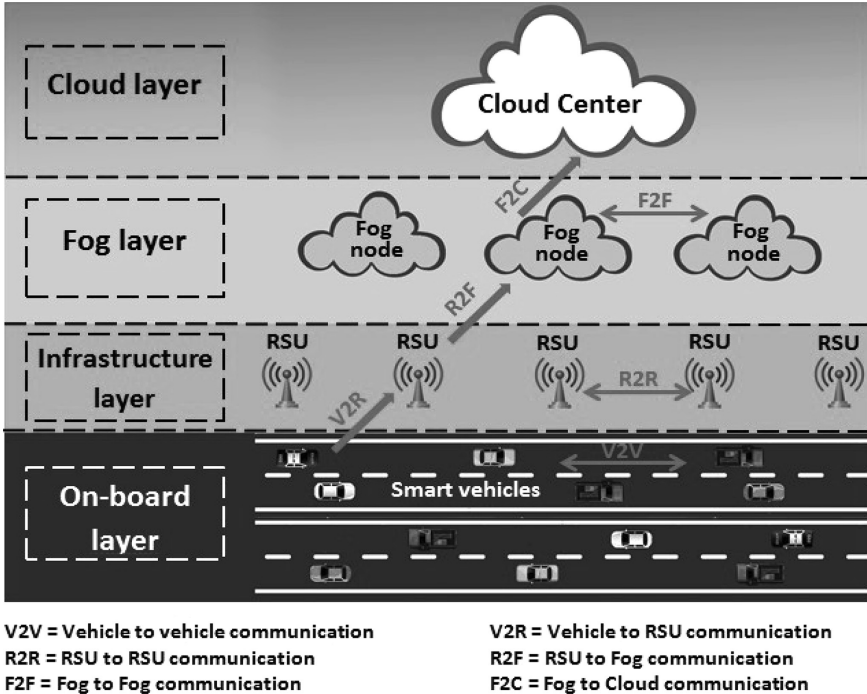 Cloud layer
Cloud Center
F2C
Fog layer
Fog
node
Fog
node
F2F
Fog
node
R2F
Infrastructure
layer
RSU
RSU
RSU
RSU
RSU
V2R
R2R
On-board
layer
V2V
Smart vehicles
V2V = Vehicle to vehicle communication
R2R = RSU to RSU communication
F2F = Fog to Fog communication
V2R = Vehicle to RSU communication
R2F = RSU to Fog communication
F2C = Fog to Cloud communication